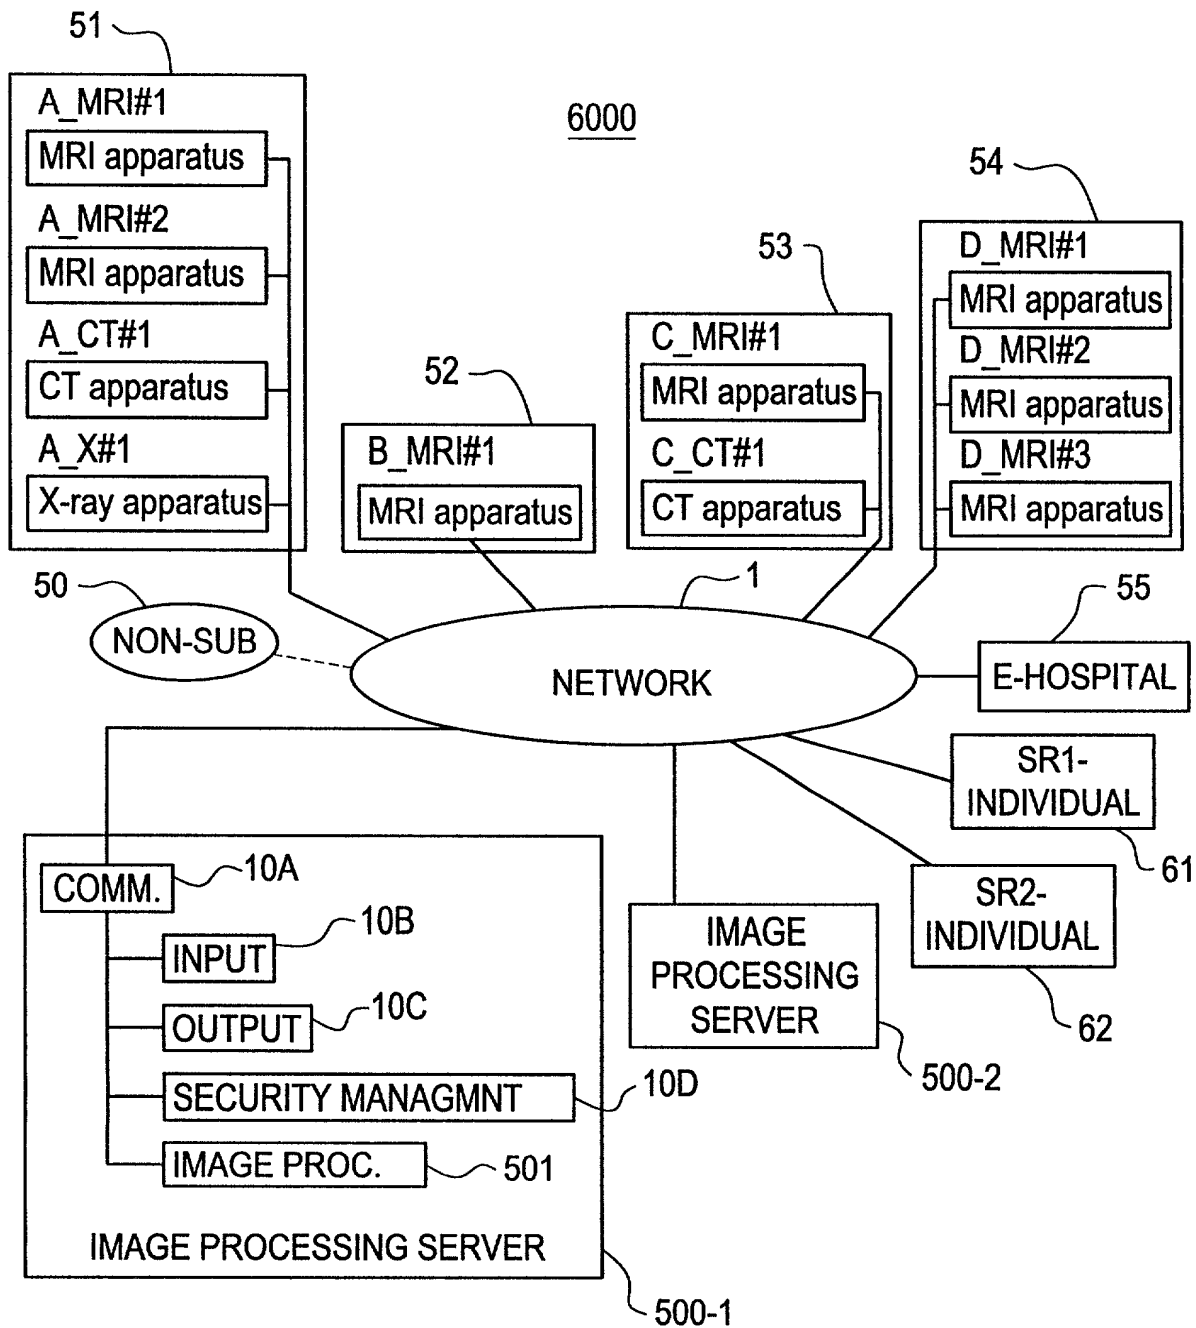 51
A_MRI#1
MRI apparatus
A_MRI#2
MRI apparatus
A_CT#1
CT apparatus
A_X#1
X-ray apparatus
6000
52
B_MRI#1
MRI apparatus
53
C_MRI#1
MRI apparatus
C_CT#1
CT apparatus
54
D_MRI#1
MRI apparatus
D_MRI#2
MRI apparatus
D_MRI#3
MRI apparatus
50
NON-SUB
1
NETWORK
55
E-HOSPITAL
SR1-
INDIVIDUAL
61
SR2-
INDIVIDUAL
62
IMAGE
PROCESSING
SERVER
500-2
COMM.
10A
INPUT
10B
OUTPUT
10C
SECURITY MANAGMNT
10D
IMAGE PROC.
501
IMAGE PROCESSING SERVER
500-1